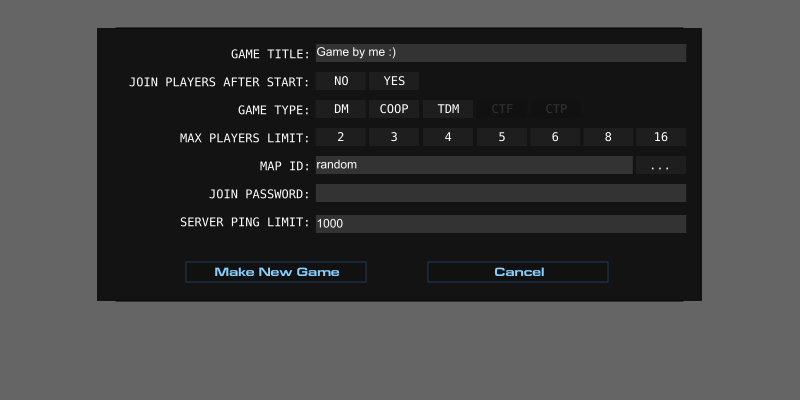 GAME TITLE: Game by me :)
JOIN PLAYERS AFTER START: NO YES
GAME TYPE: DM COOP TDM CTF CTP
MAX PLAYERS LIMIT: 2 3 4 5 6 8 16
MAP ID: random ...
JOIN PASSWORD:
SERVER PING LIMIT: 1000
Make New Game Cancel